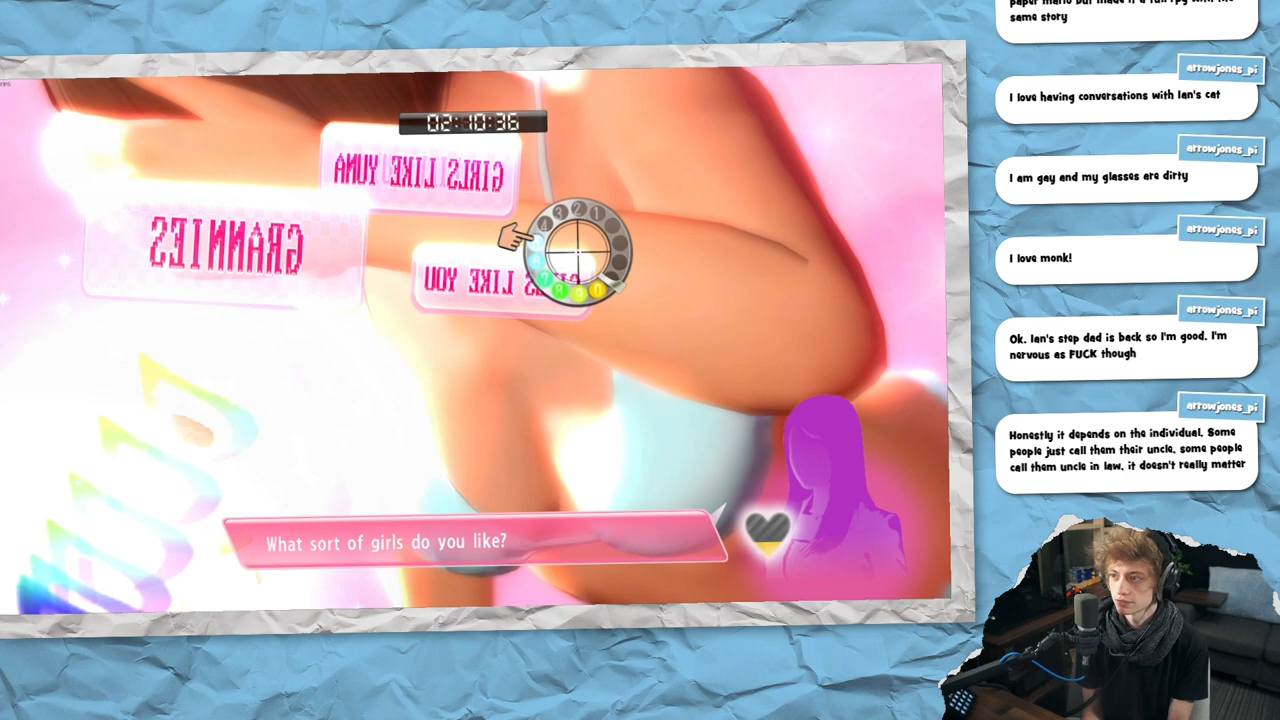 02:10:36
GIRLS LIKE YUMA
GRANNIES
LIKE YOU
What sort of girls do you like?
same story
arrowjones_pi
I love having conversations with Ian's cat
arrowjones_pi
I am gay and my glasses are dirty
arrowjones_pi
I love monk!
arrowjones_pi
Ok. Ian's step dad is back so I'm good. I'm
nervous as FUCK though
arrowjones_pi
Honestly it depends on the individual. Some
people just call them their uncle, some people
call them uncle in law, it doesn't really matter